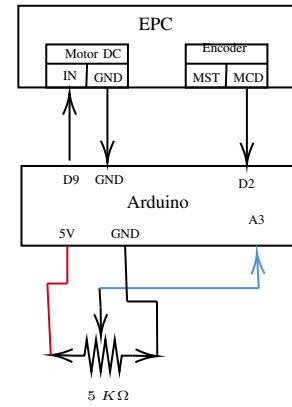 EPC
Motor DC Encoder
IN GND MST MCD
D9 GND D2
Arduino
A3
5V GND
5 KΩ